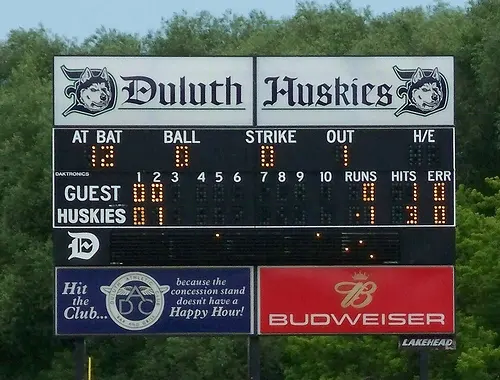 Duluth Huskies
AT BAT BALL STRIKE OUT H/E
12 0 0 1
DAKTRONICS 1 2 3 4 5 6 7 8 9 10 RUNS HITS ERR
GUEST 0 0 0 1 0
HUSKIES 0 1 1 3 0
D
Hit
the
Club...
DAC
because the
concession stand
doesn't have a
Happy Hour!
B
BUDWEISER
LAKEHEAD